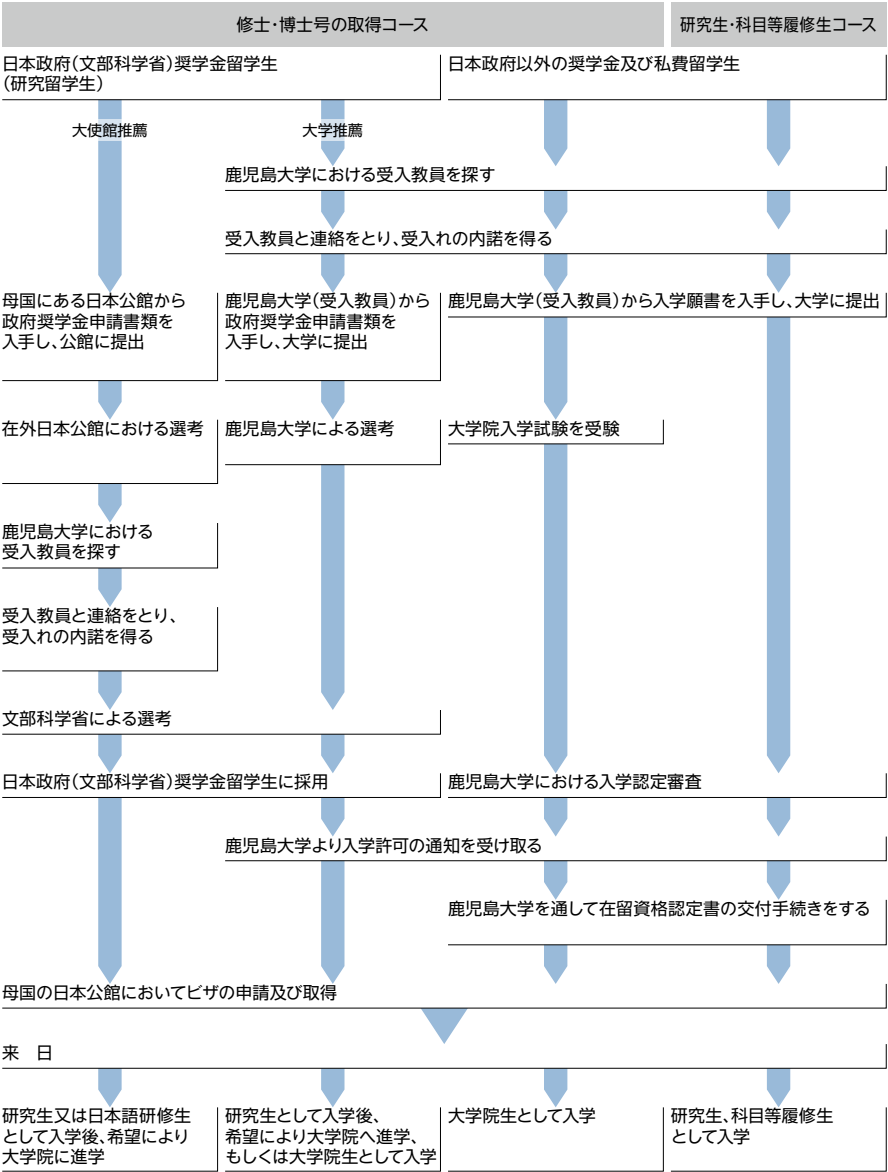 修士・博士号の取得コース
研究生・科目等履修生コース
日本政府(文部科学省)奨学金留学生
(研究留学生)
日本政府以外の奨学金及び私費留学生
大使館推薦
大学推薦
鹿児島大学における受入教員を探す
受入教員と連絡をとり、受入れの内諾を得る
母国にある日本公館から
政府奨学金申請書類を
入手し、公館に提出
鹿児島大学(受入教員)から
政府奨学金申請書類を
入手し、大学に提出
鹿児島大学(受入教員)から入学願書を入手し、大学に提出
在外日本公館における選考
鹿児島大学による選考
大学院入学試験を受験
鹿児島大学における
受入教員を探す
受入教員と連絡をとり、
受入れの内諾を得る
文部科学省による選考
日本政府(文部科学省)奨学金留学生に採用
鹿児島大学における入学認定審査
鹿児島大学より入学許可の通知を受け取る
鹿児島大学を通して在留資格認定書の交付手続きをする
母国の日本公館においてビザの申請及び取得
来 日
研究生又は日本語研修生
として入学後、希望により
大学院に進学
研究生として入学後、
希望により大学院へ進学、
もしくは大学院生として入学
大学院生として入学
研究生、科目等履修生
として入学